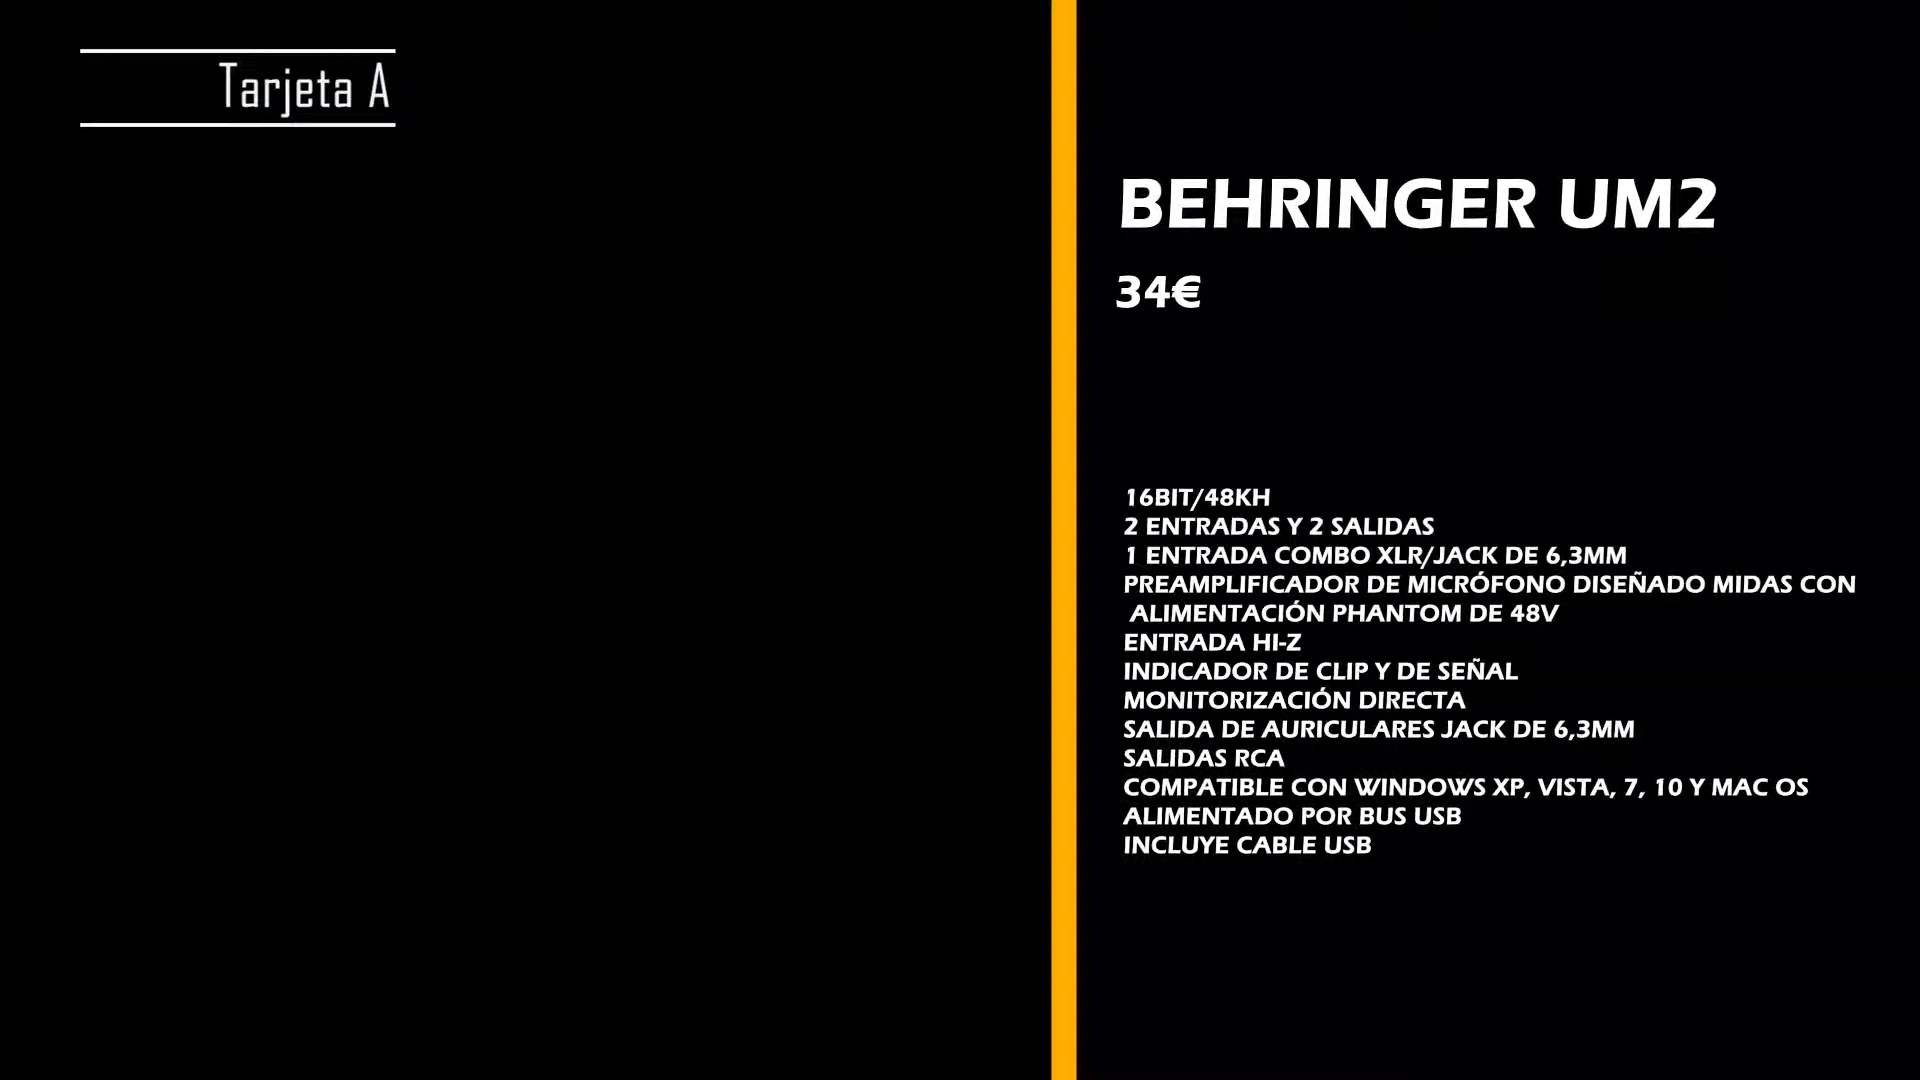 Tarjeta A
BEHRINGER UM2
34€
16BIT/48KH
2 ENTRADAS Y 2 SALIDAS
1 ENTRADA COMBO XLR/JACK DE 6,3MM
PREAMPLIFICADOR DE MICRÓFONO DISEÑADO MIDAS CON
ALIMENTACIÓN PHANTOM DE 48V
ENTRADA HI-Z
INDICADOR DE CLIP Y DE SEÑAL
MONITORIZACIÓN DIRECTA
SALIDA DE AURICULARES JACK DE 6,3MM
SALIDAS RCA
COMPATIBLE CON WINDOWS XP, VISTA, 7, 10 Y MAC OS
ALIMENTADO POR BUS USB
INCLUYE CABLE USB